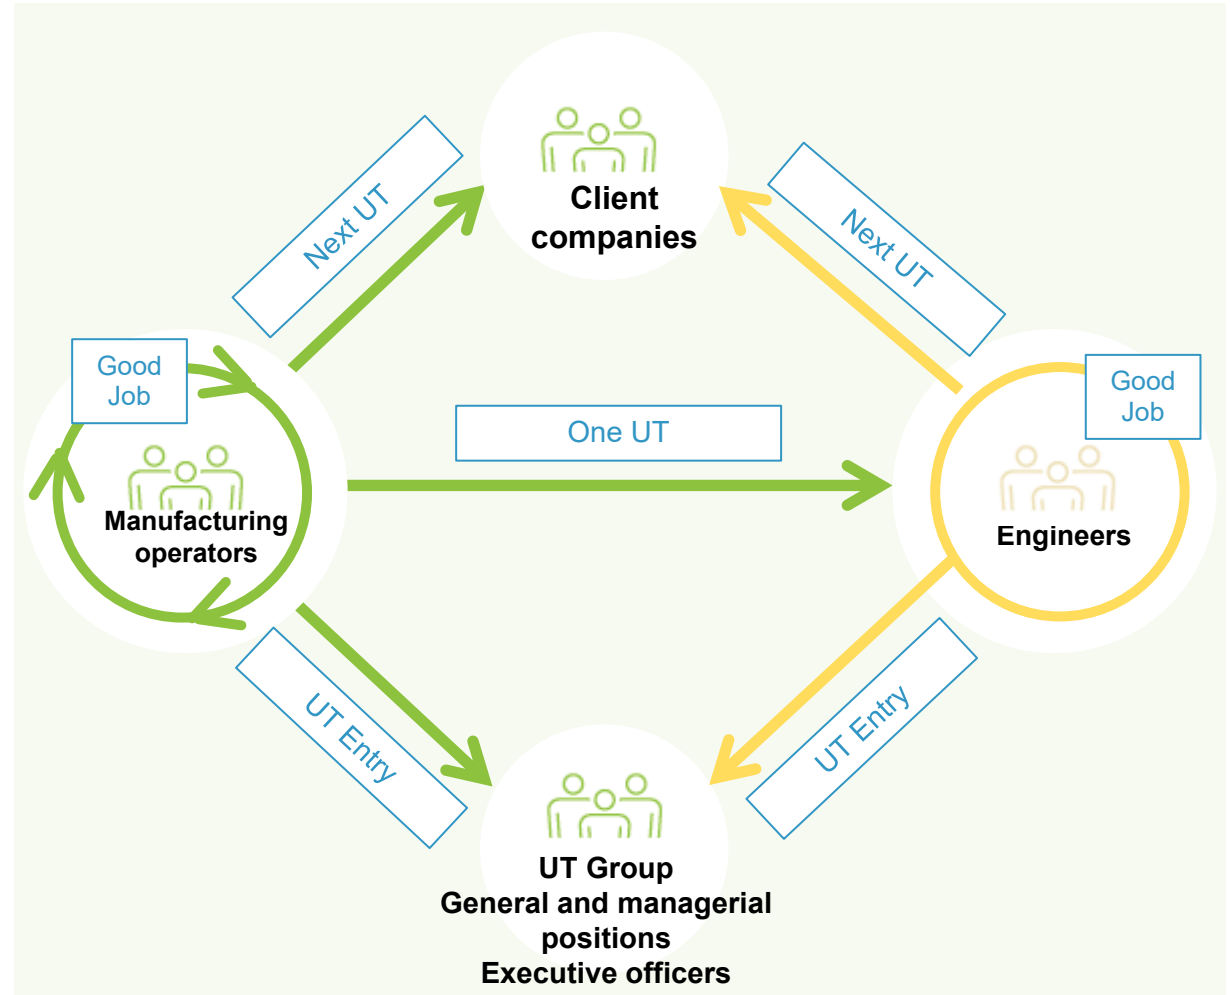 Client
companies
Next UT
Next UT
Good
Job
Good
Job
One UT
Manufacturing
operators
Engineers
UT Entry
UT Entry
UT Group
General and managerial
positions
Executive officers